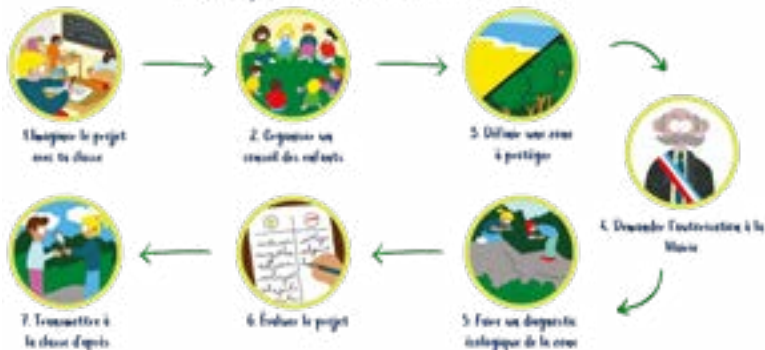 1. Imaginer le projet
avec ta classe
2. Organiser un
conseil des enfants
3. Définir une zone
à protéger
4. Demander l'autorisation à la
Mairie
5. Faire un diagnostic
écologique de la zone
6. Évaluer le projet
7. Transmettre à
la classe d'après